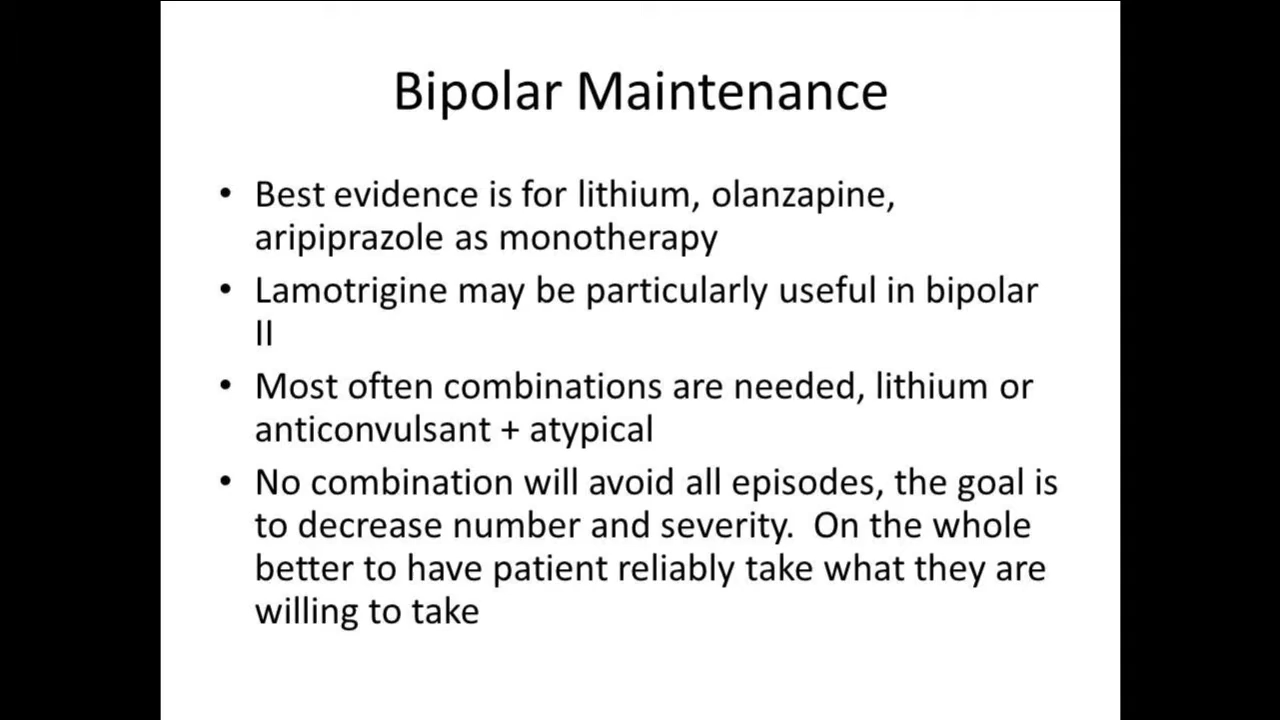 Bipolar Maintenance
• Best evidence is for lithium, olanzapine,
aripiprazole as monotherapy
• Lamotrigine may be particularly useful in bipolar
II
• Most often combinations are needed, lithium or
anticonvulsant + atypical
• No combination will avoid all episodes, the goal is
to decrease number and severity.  On the whole
better to have patient reliably take what they are
willing to take